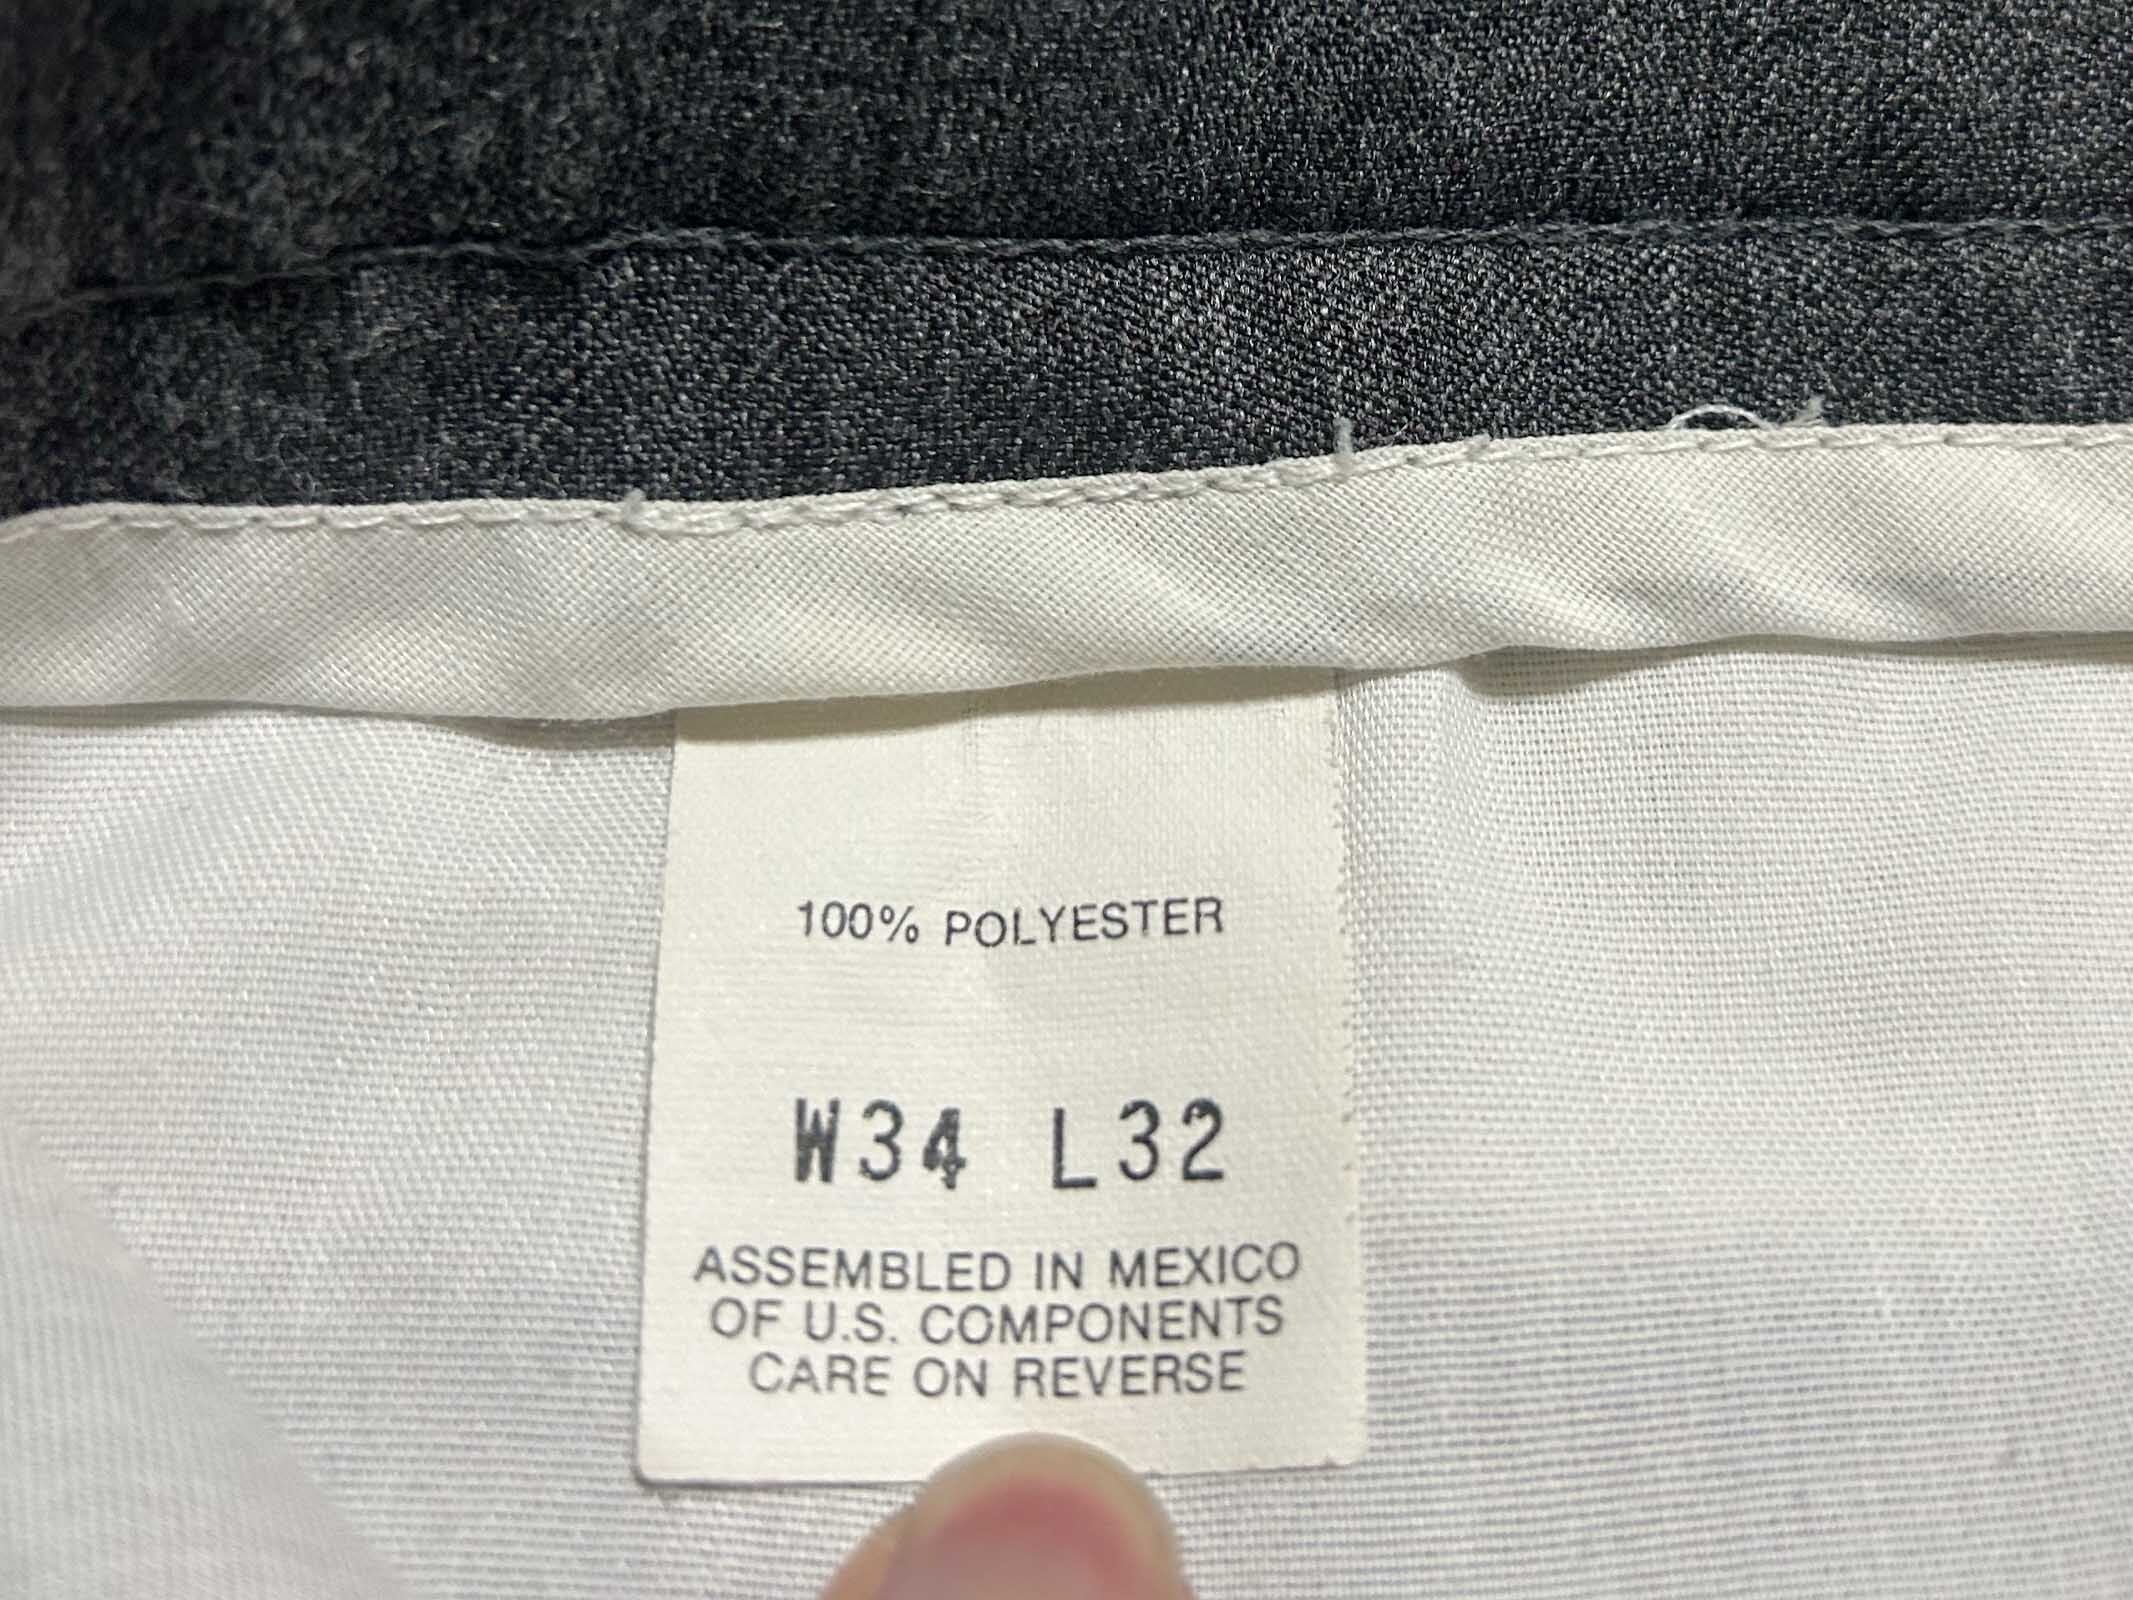 100% POLYESTER
W34 L32
ASSEMBLED IN MEXICO
OF U.S. COMPONENTS
CARE ON REVERSE